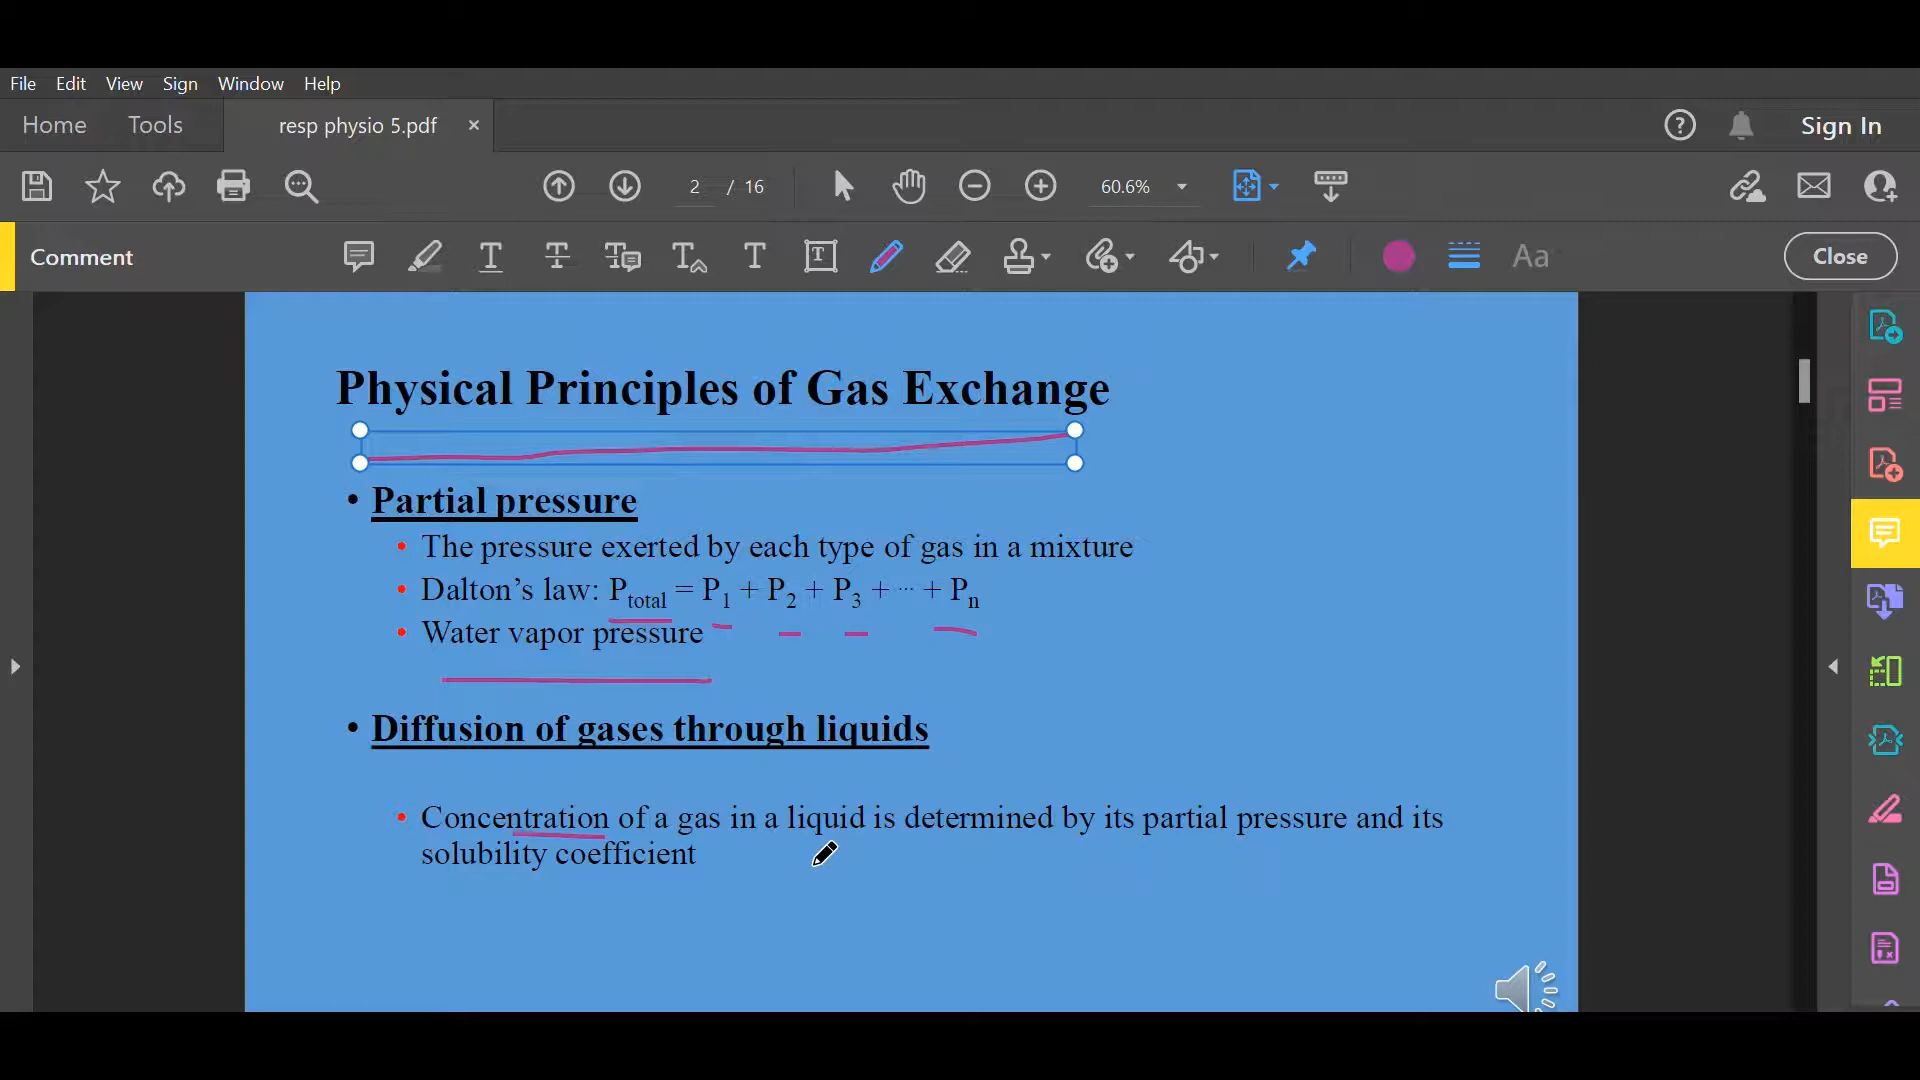 File Edit View Sign Window Help
Home Tools resp physio 5.pdf × Sign In
2 / 16 60.6%
Comment Aa Close
Physical Principles of Gas Exchange
• Partial pressure
• The pressure exerted by each type of gas in a mixture
• Dalton’s law: Ptotal = P1 + P2 + P3 + ··· + Pn
• Water vapor pressure
• Diffusion of gases through liquids
• Concentration of a gas in a liquid is determined by its partial pressure and its
solubility coefficient